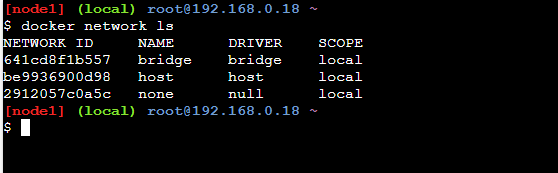 [node1] (local) root@192.168.0.18 ~
$ docker network ls
NETWORK ID     NAME      DRIVER    SCOPE
641cd8f1b557   bridge    bridge    local
be9936900d98   host      host      local
2912057c0a5c   none      null      local
[node1] (local) root@192.168.0.18 ~
$